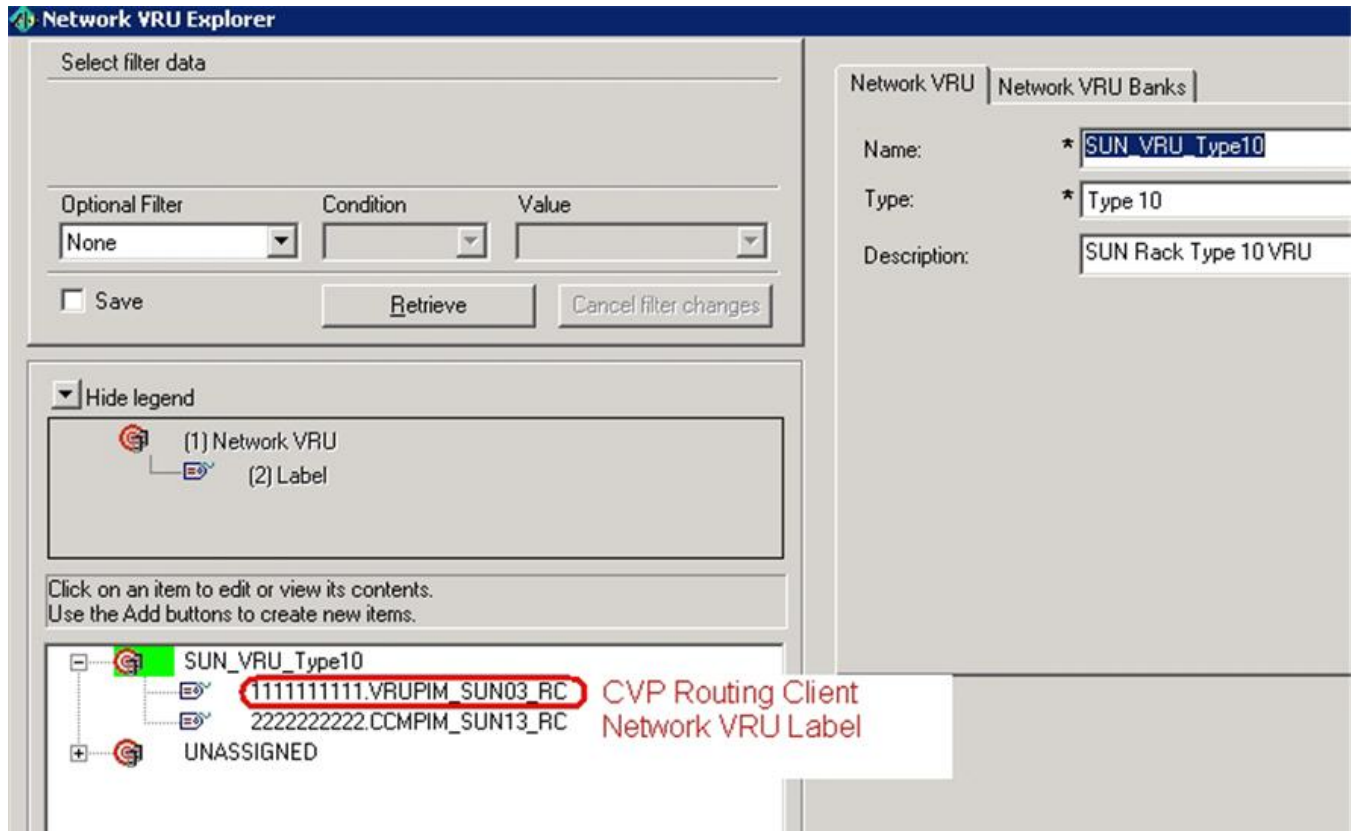 Network VRU Explorer
Select filter data
Optional Filter Condition Value
None
Save Retrieve Cancel filter changes
Hide legend
(1) Network VRU
(2) Label
Click on an item to edit or view its contents.
Use the Add buttons to create new items.
SUN_VRU_Type10
1111111111.VRUPIM_SUN03_RC
2222222222.CCMPIM_SUN13_RC
UNASSIGNED
CVP Routing Client
Network VRU Label
Network VRU Network VRU Banks
Name: * SUN_VRU_Type10
Type: * Type 10
Description: SUN Rack Type 10 VRU